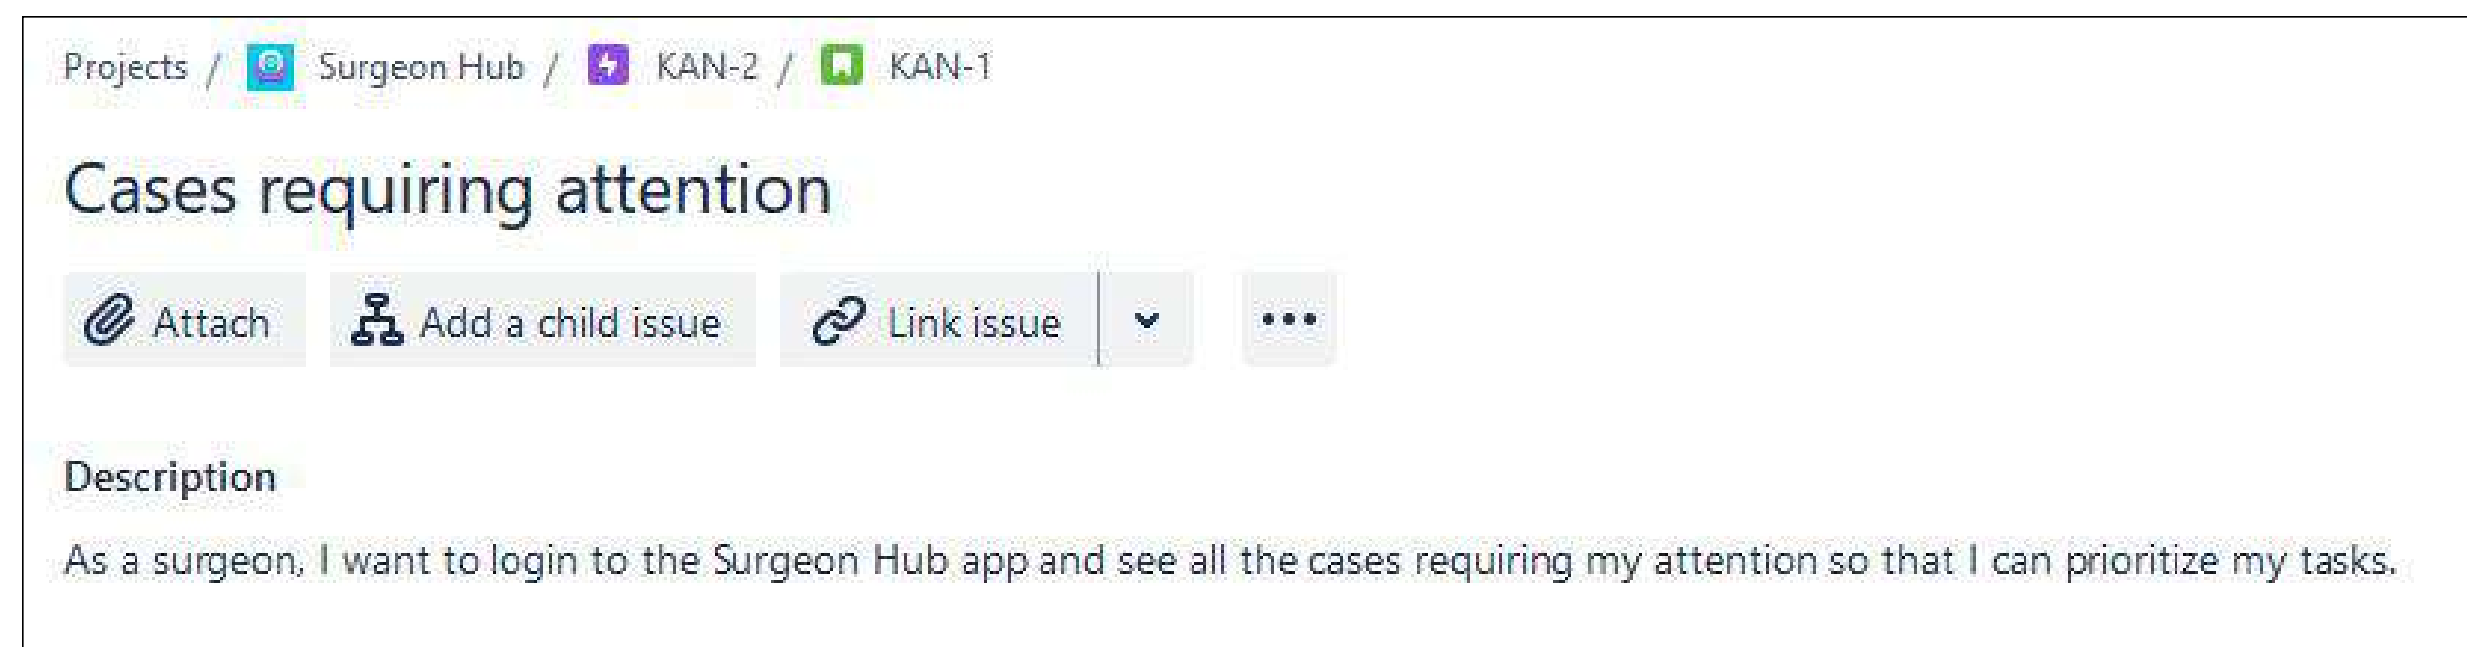 Projects / Surgeon Hub / KAN-2 / KAN-1
Cases requiring attention
Attach Add a child issue Link issue
Description
As a surgeon, I want to login to the Surgeon Hub app and see all the cases requiring my attention so that I can prioritize my tasks.